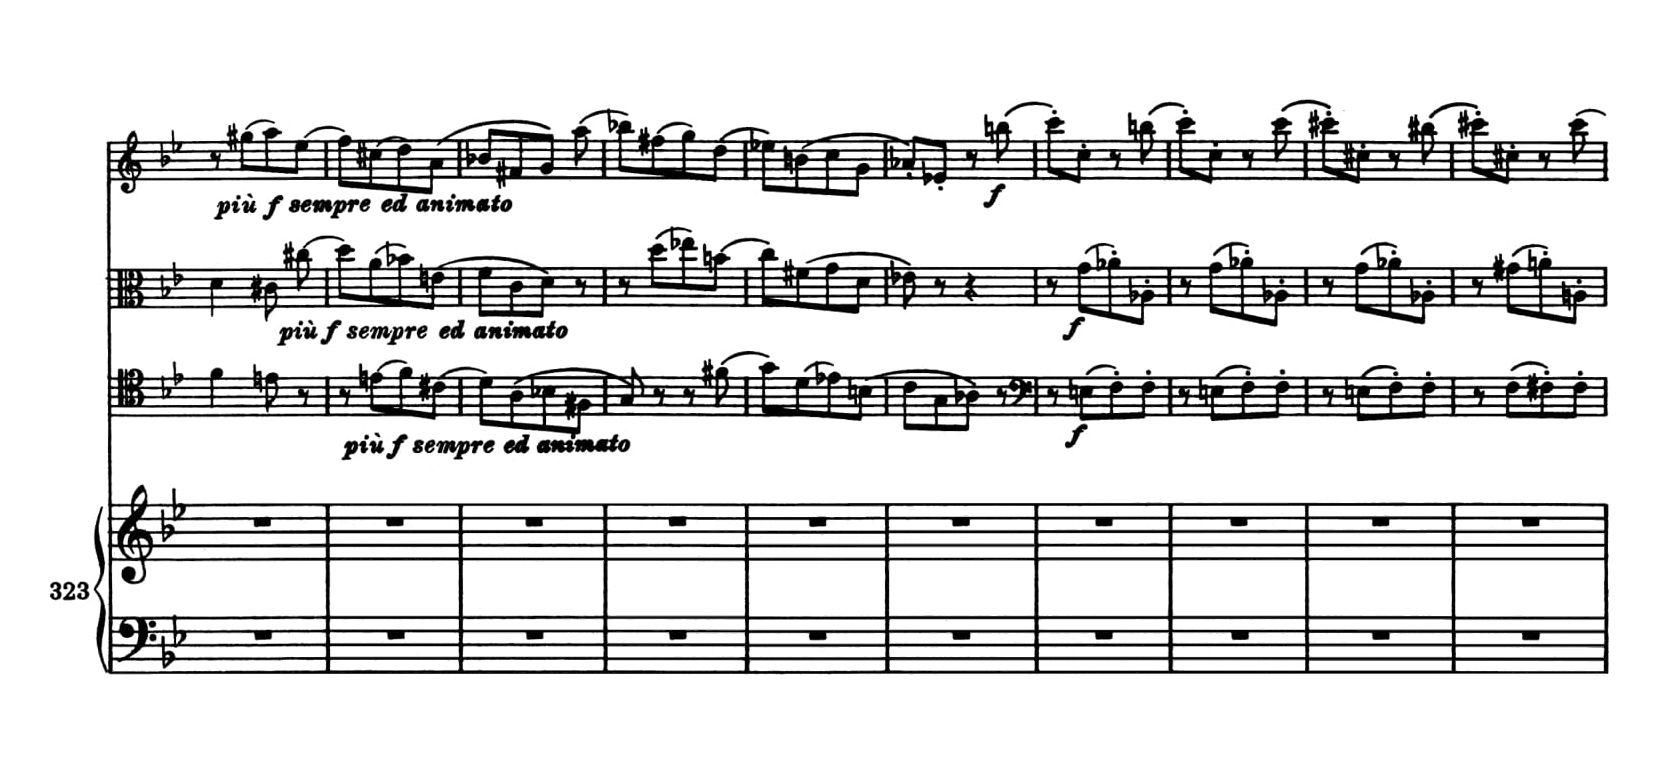 più f sempre ed animato
f
più f sempre ed animato
f
più f sempre ed animato
f
323